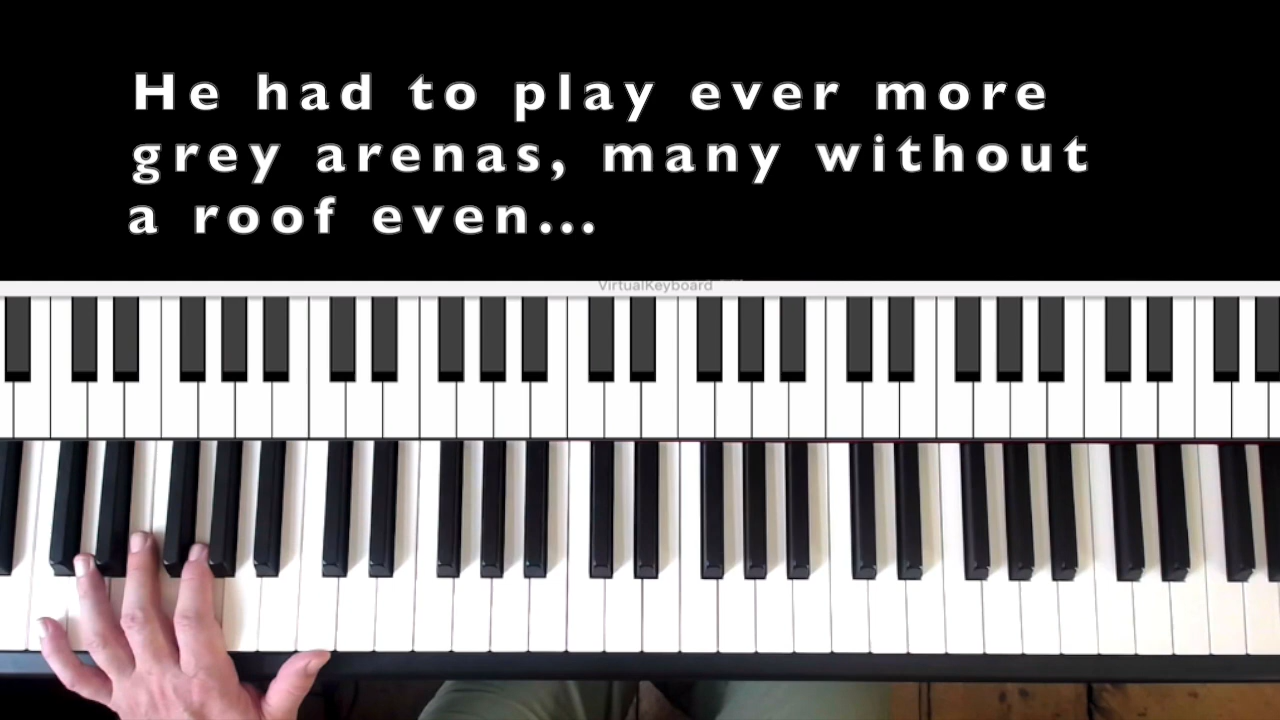 He had to play ever more
grey arenas, many without
a roof even...
VirtualKeyboard